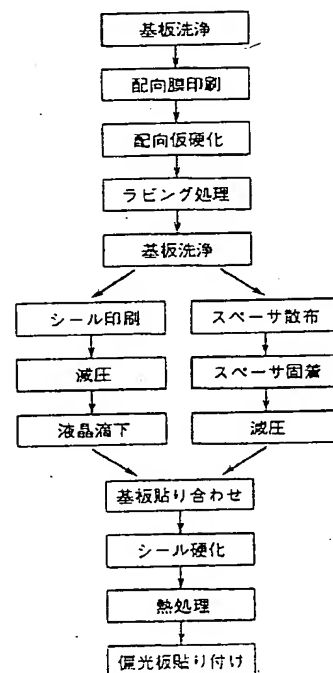 基板洗浄
配向膜印刷
配向仮硬化
ラビング処理
基板洗浄
シール印刷
スペーサ散布
減圧
スペーサ固着
液晶滴下
減圧
基板貼り合わせ
シール硬化
熱処理
偏光板貼り付け